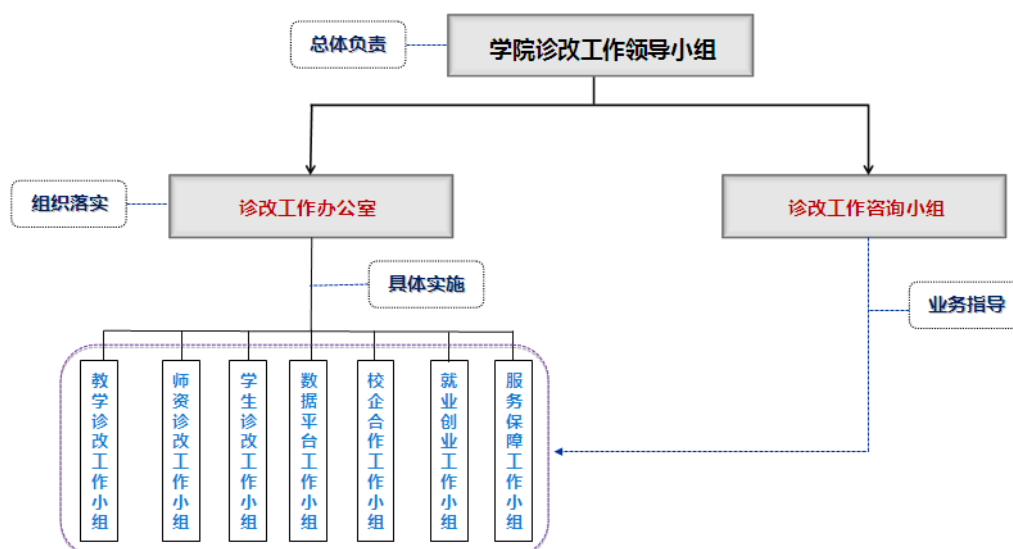 总体负责
学院诊改工作领导小组
组织落实
诊改工作办公室
诊改工作咨询小组
具体实施
业务指导
教学诊改工作小组
师资诊改工作小组
学生诊改工作小组
数据平台工作小组
校企合作工作小组
就业创业工作小组
服务保障工作小组